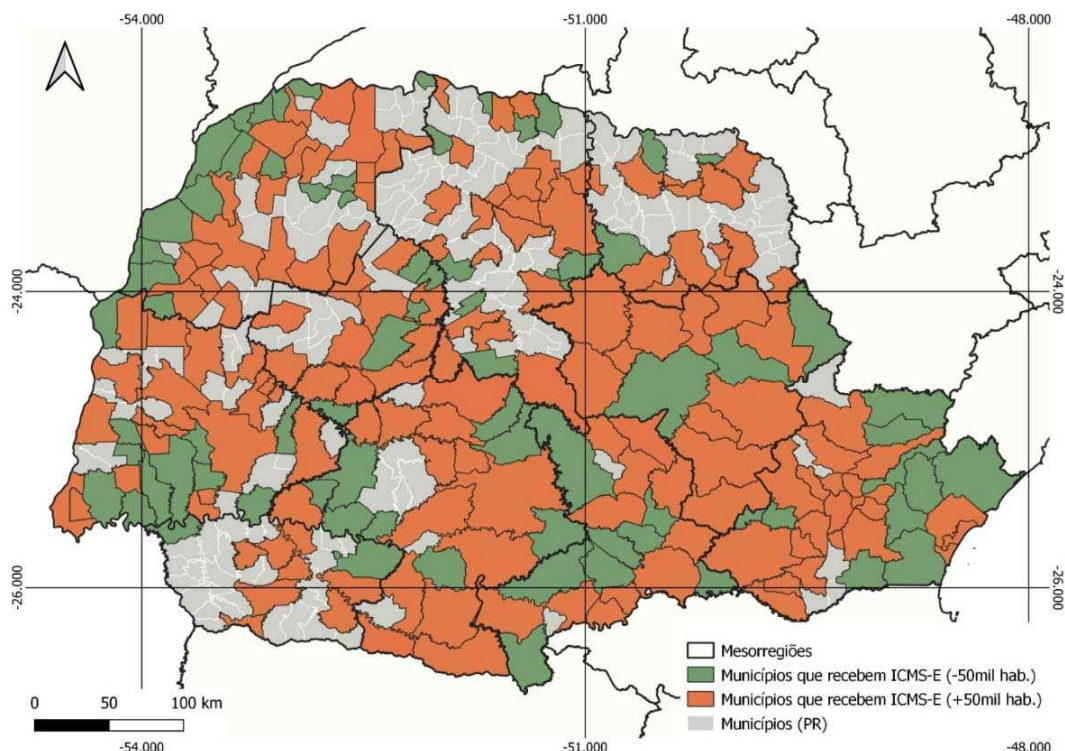 -54.000 -51.000 -48.000
-24.000 -24.000
-26.000 -26.000
Mesorregiões
Municípios que recebem ICMS-E (-50mil hab.)
Municípios que recebem ICMS-E (+50mil hab.)
Municípios (PR)
0 50 100 km
-54.000 -51.000 -48.000